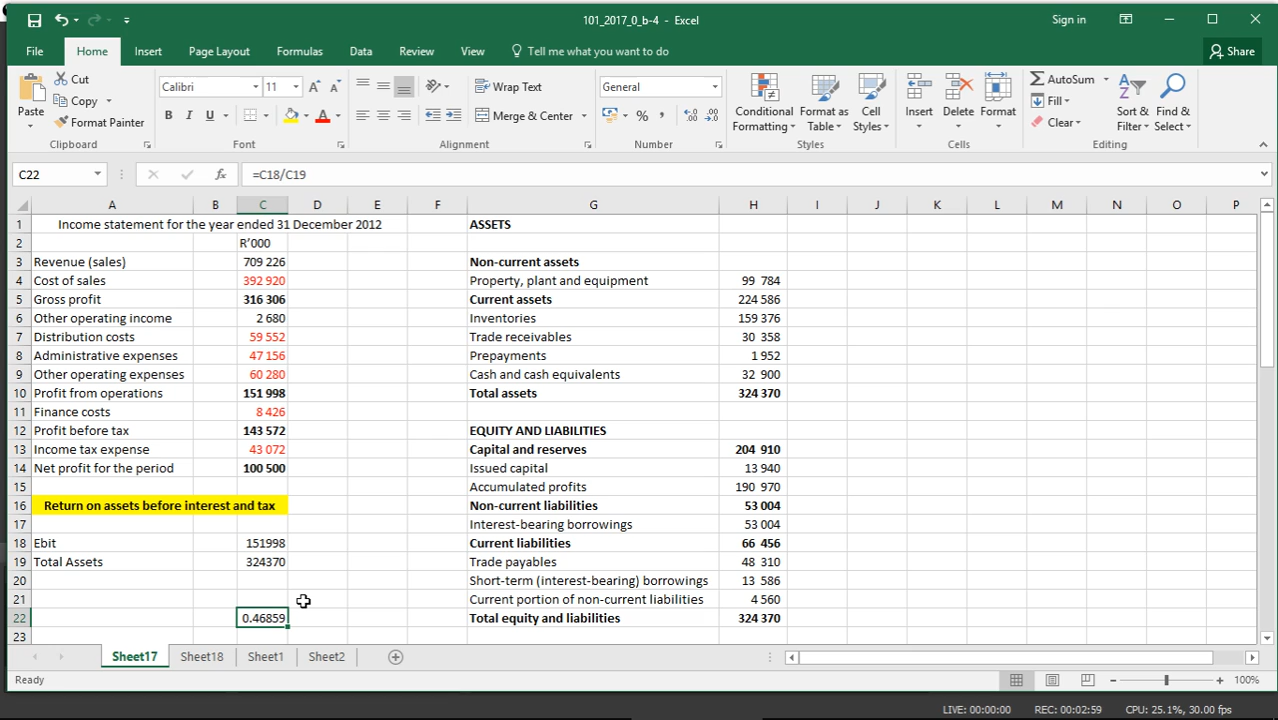 101_2017_0_b-4 - Excel
Sign in
File Home Insert Page Layout Formulas Data Review View Tell me what you want to do Share
Cut
Copy
Format Painter
Paste
Calibri 11
B I U
Wrap Text
Merge & Center
General
% ,
Conditional Formatting
Format as Table
Cell Styles
Insert Delete Format
AutoSum
Fill
Clear
Sort & Filter
Find & Select
Clipboard Font Alignment Number Styles Cells Editing
C22 fx =C18/C19
A B C D E F G H I J K L M N O P
1 Income statement for the year ended 31 December 2012 ASSETS
2 R’000
3 Revenue (sales) 709 226 Non-current assets
4 Cost of sales 392 920 Property, plant and equipment 99 784
5 Gross profit 316 306 Current assets 224 586
6 Other operating income 2 680 Inventories 159 376
7 Distribution costs 59 552 Trade receivables 30 358
8 Administrative expenses 47 156 Prepayments 1 952
9 Other operating expenses 60 280 Cash and cash equivalents 32 900
10 Profit from operations 151 998 Total assets 324 370
11 Finance costs 8 426
12 Profit before tax 143 572 EQUITY AND LIABILITIES
13 Income tax expense 43 072 Capital and reserves 204 910
14 Net profit for the period 100 500 Issued capital 13 940
15 Accumulated profits 190 970
16 Return on assets before interest and tax Non-current liabilities 53 004
17 Interest-bearing borrowings 53 004
18 Ebit 151998 Current liabilities 66 456
19 Total Assets 324370 Trade payables 48 310
20 Short-term (interest-bearing) borrowings 13 586
21 Current portion of non-current liabilities 4 560
22 0.46859 Total equity and liabilities 324 370
23
Sheet17 Sheet18 Sheet1 Sheet2
Ready 100%
LIVE: 00:00:00 REC: 00:02:59 CPU: 25.1%, 30.00 fps